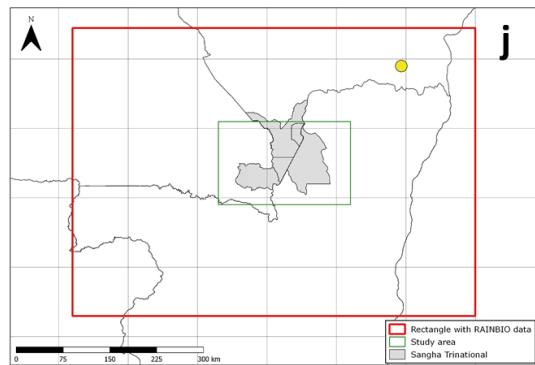 N
j
Rectangle with RAINBIO data
Study area
Sangha Trinational
0 75 150 225 300 km